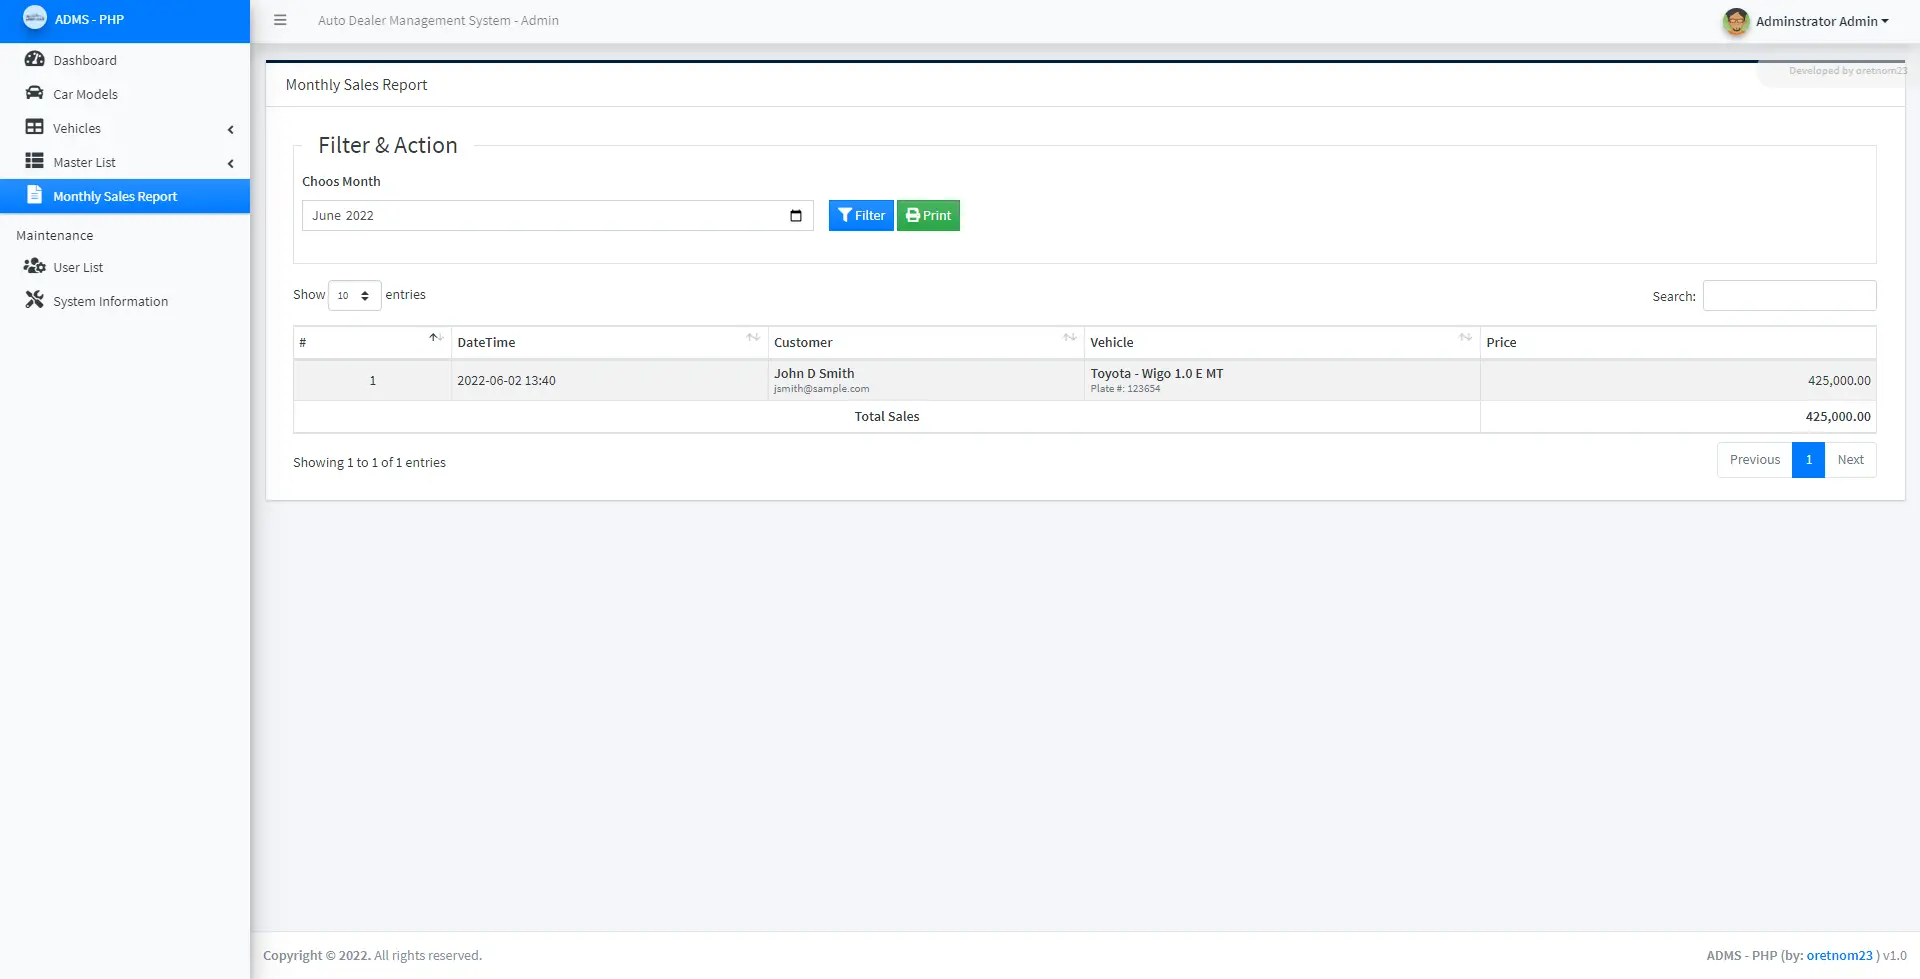 ADMS - PHP
Auto Dealer Management System - Admin
Adminstrator Admin
Developed by oretnom23
Dashboard
Car Models
Vehicles
Master List
Monthly Sales Report
Maintenance
User List
System Information
Monthly Sales Report
Filter & Action
Choos Month
June 2022
Filter
Print
Show 10 entries
Search:
# DateTime Customer Vehicle Price
1 2022-06-02 13:40 John D Smith Toyota - Wigo 1.0 E MT 425,000.00
jsmith@sample.com Plate #: 123654
Total Sales 425,000.00
Showing 1 to 1 of 1 entries
Previous 1 Next
Copyright © 2022. All rights reserved.
ADMS - PHP (by: oretnom23 ) v1.0